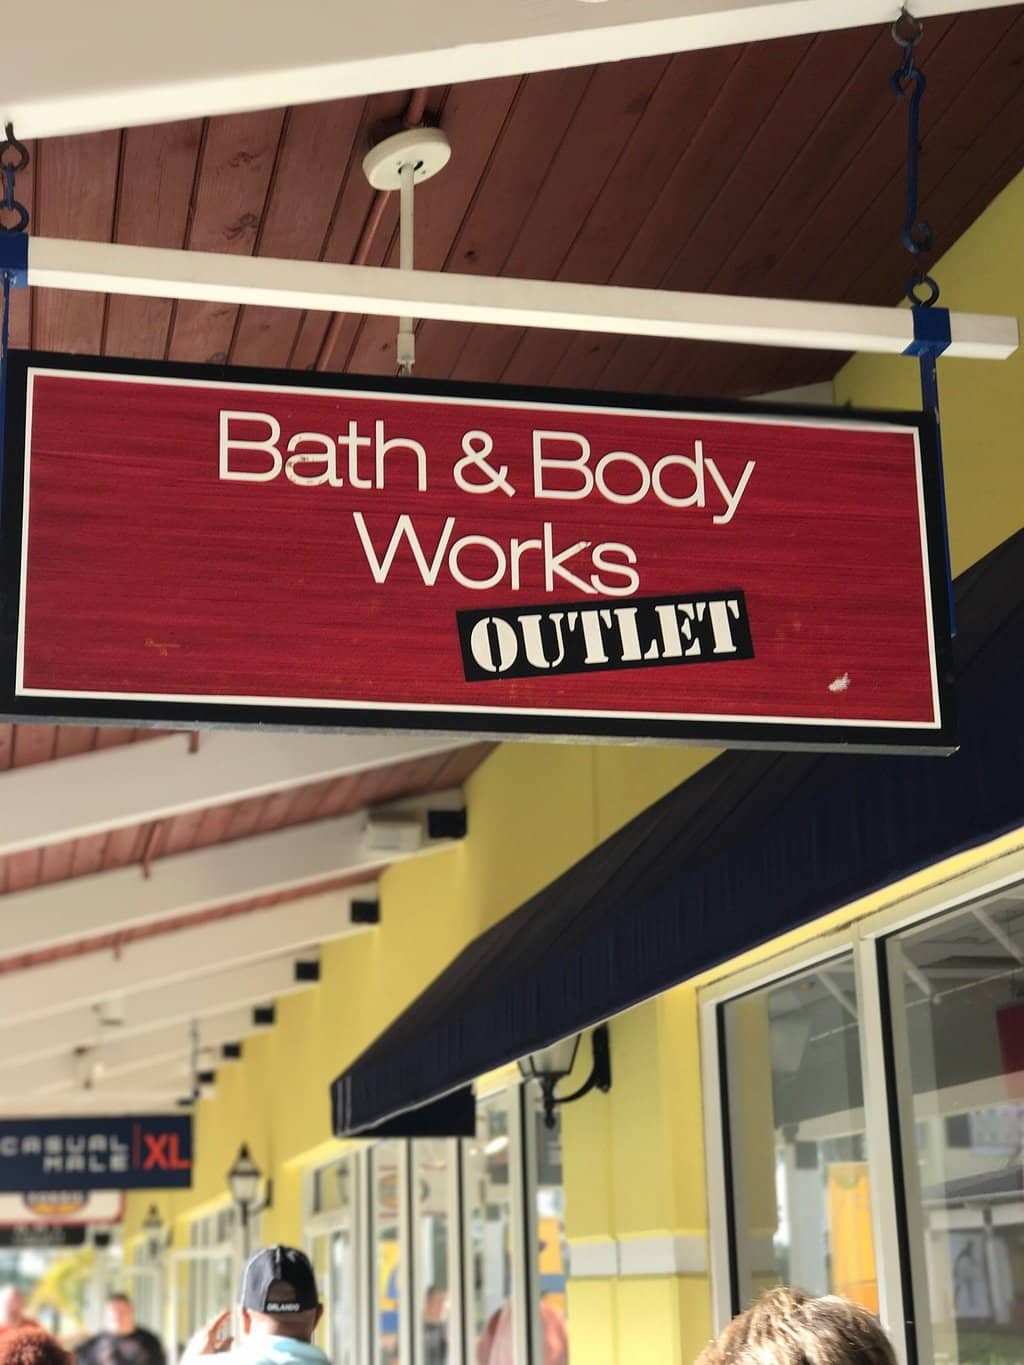 Bath & Body
Works
OUTLET
CASUAL
MALE
XL
ORLANDO